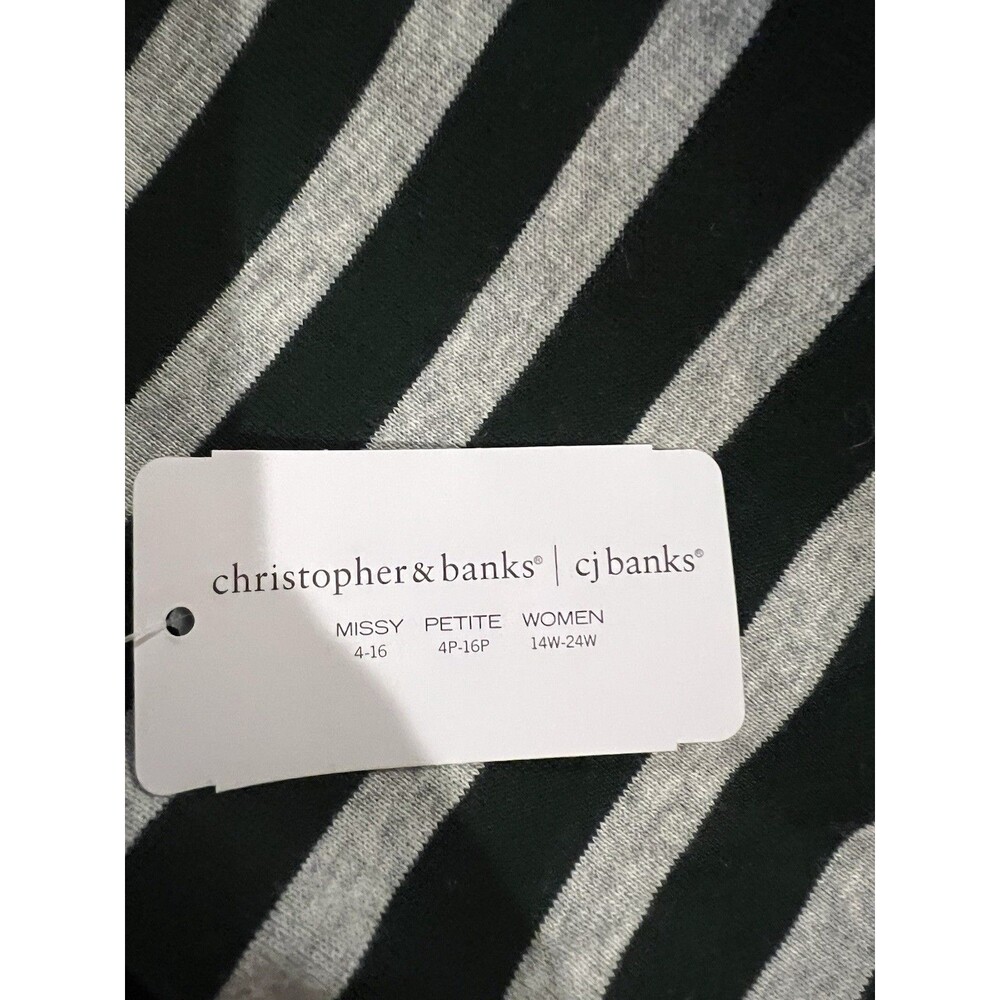 christopher & banks® | cj banks®
MISSY PETITE WOMEN
4-16 4P-16P 14W-24W